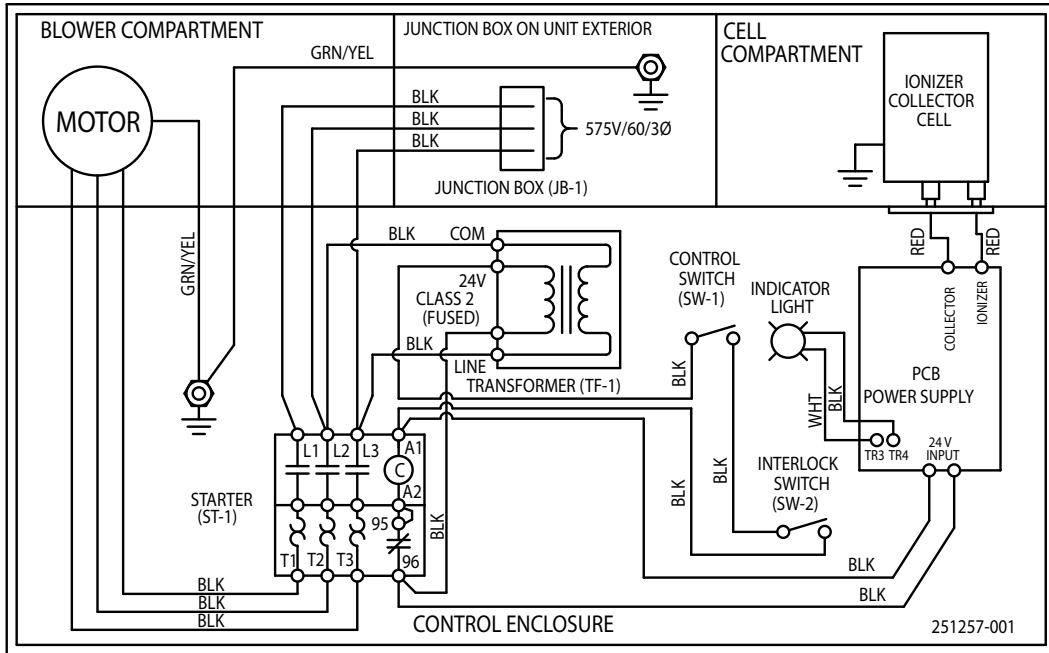 BLOWER COMPARTMENT
GRN/YEL
MOTOR
GRN/YEL
JUNCTION BOX ON UNIT EXTERIOR
BLK
BLK
BLK
575V/60/3Ø
JUNCTION BOX (JB-1)
CELL
COMPARTMENT
IONIZER
COLLECTOR
CELL
RED
RED
BLK
COM
24V
CLASS 2
(FUSED)
BLK
LINE
TRANSFORMER (TF-1)
CONTROL
SWITCH
(SW-1)
BLK
BLK
INDICATOR
LIGHT
WHT
BLK
COLLECTOR
IONIZER
PCB
POWER SUPPLY
TR3 TR4
24 V
INPUT
INTERLOCK
SWITCH
(SW-2)
BLK
STARTER
(ST-1)
L1
L2
L3
A1
C
A2
95
96
T1
T2
T3
BLK
BLK
BLK
BLK
BLK
BLK
CONTROL ENCLOSURE
251257-001